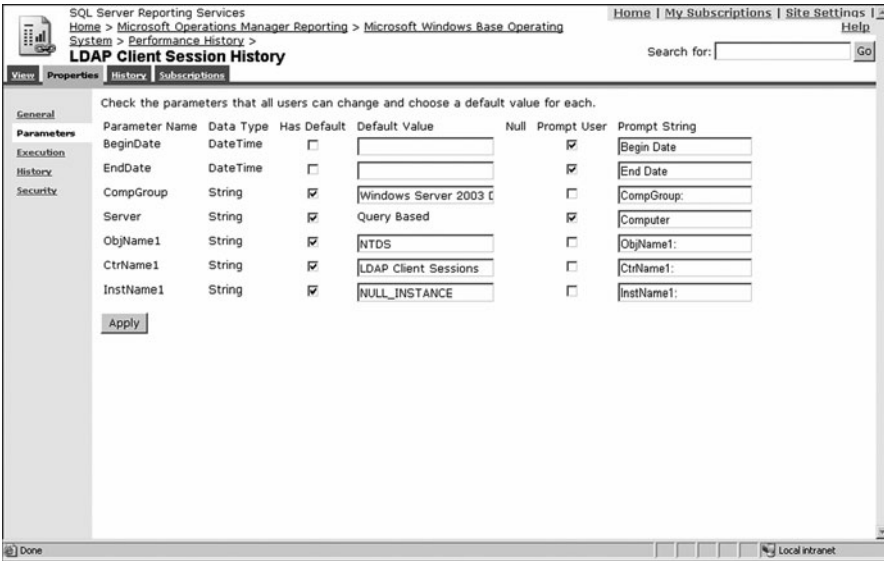 SQL Server Reporting Services
Home | My Subscriptions | Site Settings |
Help
Home > Microsoft Operations Manager Reporting > Microsoft Windows Base Operating
System > Performance History >
LDAP Client Session History
Search for: Go
View Properties History Subscriptions
General
Parameters
Execution
History
Security
Check the parameters that all users can change and choose a default value for each.
Parameter Name Data Type Has Default Default Value Null Prompt User Prompt String
BeginDate DateTime Begin Date
EndDate DateTime End Date
CompGroup String Windows Server 2003 D CompGroup:
Server String Query Based Computer
ObjName1 String NTDS ObjName1:
CtrName1 String LDAP Client Sessions CtrName1:
InstName1 String NULL_INSTANCE InstName1:
Apply
Done Local intranet